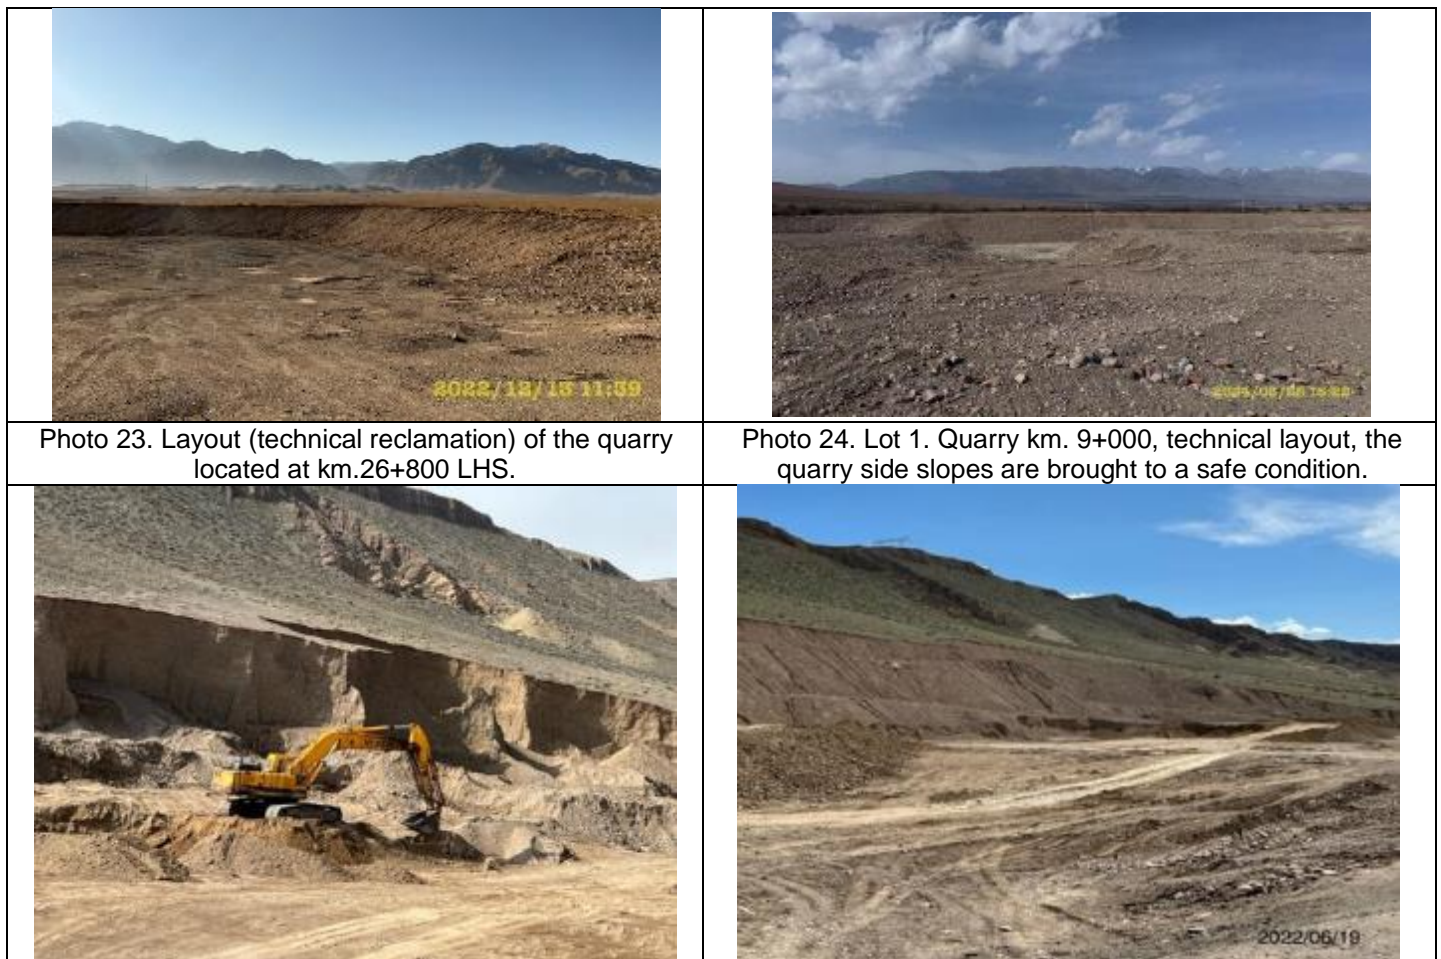 2022/12/13 11:39
Photo 23. Layout (technical reclamation) of the quarry
located at km.26+800 LHS.
Photo 24. Lot 1. Quarry km. 9+000, technical layout, the
quarry side slopes are brought to a safe condition.
2022/06/19